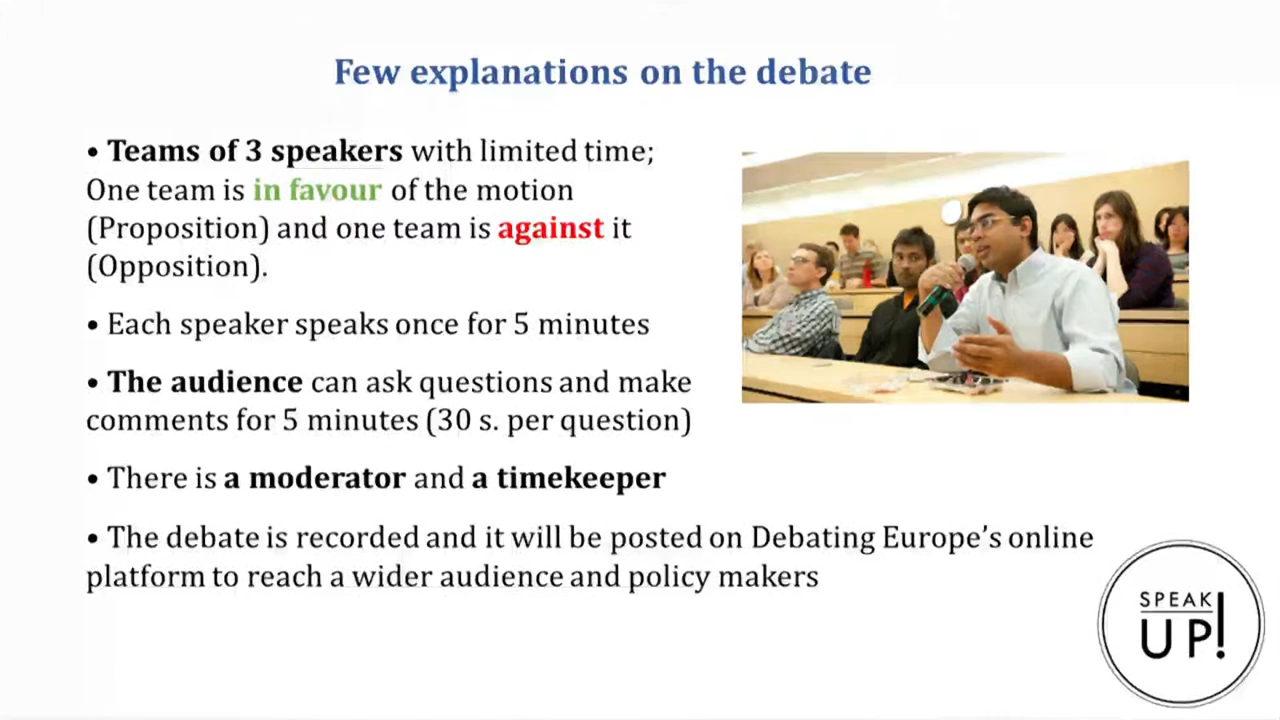 Few explanations on the debate
• Teams of 3 speakers with limited time;
One team is in favour of the motion
(Proposition) and one team is against it
(Opposition).
• Each speaker speaks once for 5 minutes
• The audience can ask questions and make
comments for 5 minutes (30 s. per question)
• There is a moderator and a timekeeper
• The debate is recorded and it will be posted on Debating Europe’s online
platform to reach a wider audience and policy makers
SPEAK
UP!